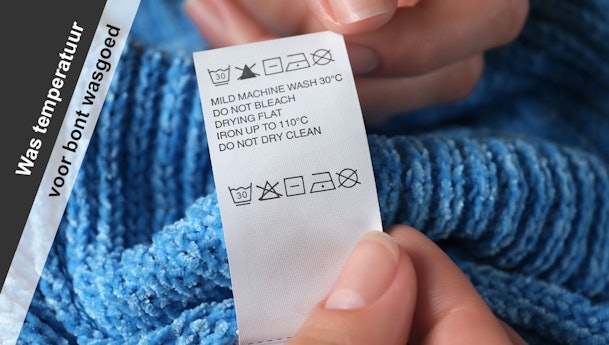 Was temperatuur
voor bont wasgoed
30
MILD MACHINE WASH 30°C
DO NOT BLEACH
DRYING FLAT
IRON UP TO 110°C
DO NOT DRY CLEAN
30